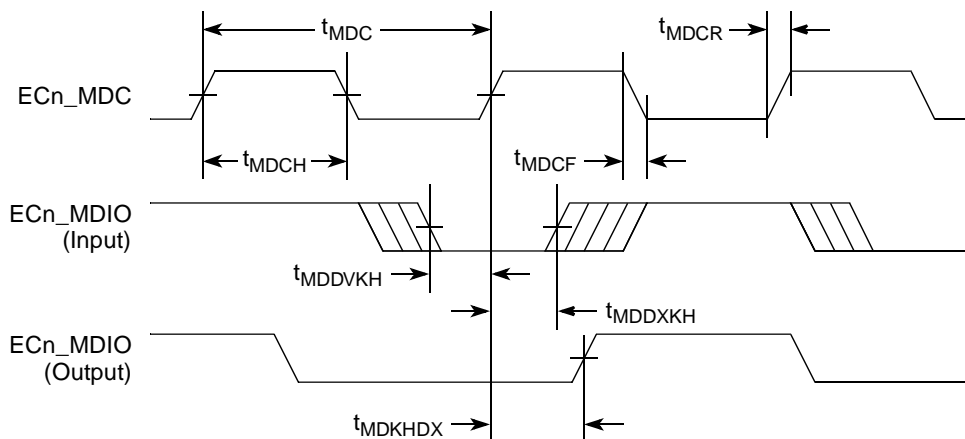 tMDC
tMDCR
ECn_MDC
tMDCH
tMDCF
ECn_MDIO
(Input)
tMDDVKH
tMDDXKH
ECn_MDIO
(Output)
tMDKHDX